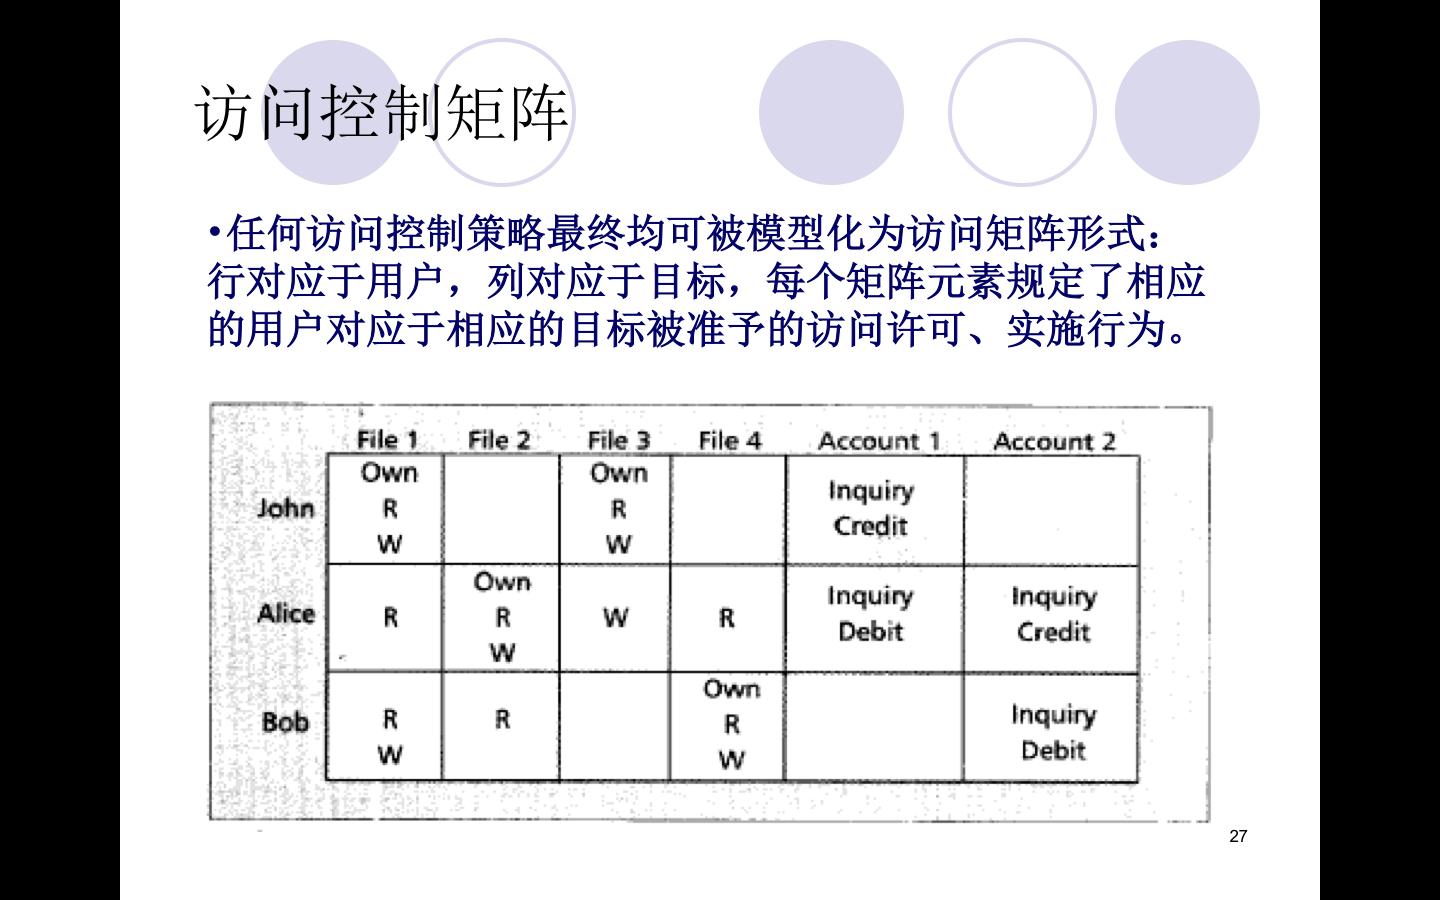 访问控制矩阵
•任何访问控制策略最终均可被模型化为访问矩阵形式：
行对应于用户，列对应于目标，每个矩阵元素规定了相应
的用户对应于相应的目标被准予的访问许可、实施行为。
File 1 File 2 File 3 File 4 Account 1 Account 2
John
Own
R
W
Own
R
W
Inquiry
Credit
Alice
R
Own
R
W
W
R
Inquiry
Debit
Inquiry
Credit
Bob
R
W
R
Own
R
W
Inquiry
Debit
27